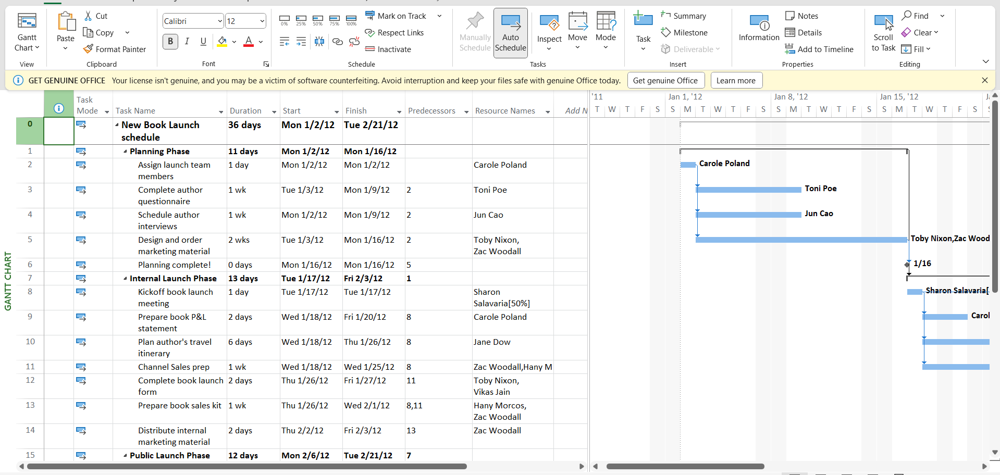 Gantt
Chart
View
Paste
Cut
Copy
Format Painter
Clipboard
Calibri
12
B I U A
Font
0% 25% 50% 75% 100%
Mark on Track
Respect Links
Inactivate
Schedule
Manually
Schedule
Auto
Schedule
Inspect
Move
Mode
Tasks
Task
Summary
Milestone
Deliverable
Insert
Information
Notes
Details
Add to Timeline
Properties
Scroll
to Task
Find
Clear
Fill
Editing
GET GENUINE OFFICE Your license isn't genuine, and you may be a victim of software counterfeiting. Avoid interruption and keep your files safe with genuine Office today. Get genuine Office Learn more
Task
Mode Task Name Duration Start Finish Predecessors Resource Names Add N
'11 Jan 1, '12 Jan 8, '12 Jan 15, '12
T W T F S S M T W T F S S M T W T F S S M T W T F S
0 New Book Launch 36 days Mon 1/2/12 Tue 2/21/12
schedule
1 Planning Phase 11 days Mon 1/2/12 Mon 1/16/12
2 Assign launch team 1 day Mon 1/2/12 Mon 1/2/12 Carole Poland
members
3 Complete author 1 wk Tue 1/3/12 Mon 1/9/12 2 Toni Poe
questionnaire
4 Schedule author 1 wk Mon 1/2/12 Mon 1/9/12 2 Jun Cao
interviews
5 Design and order 2 wks Tue 1/3/12 Mon 1/16/12 2 Toby Nixon,
marketing material Zac Woodall
6 Planning complete! 0 days Mon 1/16/12 Mon 1/16/12 5
7 Internal Launch Phase 13 days Tue 1/17/12 Fri 2/3/12 1
8 Kickoff book launch 1 day Tue 1/17/12 Tue 1/17/12 Sharon
meeting Salavaria[50%]
9 Prepare book P&L 2 days Wed 1/18/12 Fri 1/20/12 8 Carole Poland
statement
10 Plan author's travel 6 days Wed 1/18/12 Thu 1/26/12 8 Jane Dow
itinerary
11 Channel Sales prep 1 wk Wed 1/18/12 Wed 1/25/12 8 Zac Woodall,Hany M
12 Complete book launch 2 days Thu 1/26/12 Fri 1/27/12 11 Toby Nixon,
form Vikas Jain
13 Prepare book sales kit 1 wk Thu 1/26/12 Wed 2/1/12 8,11 Hany Morcos,
Zac Woodall
14 Distribute internal 2 days Thu 2/2/12 Fri 2/3/12 13 Zac Woodall
marketing material
15 Public Launch Phase 12 days Mon 2/6/12 Tue 2/21/12 7
Carole Poland
Toni Poe
Jun Cao
Toby Nixon,Zac Wood
1/16
Sharon Salavaria[
Carol
GANTT CHART